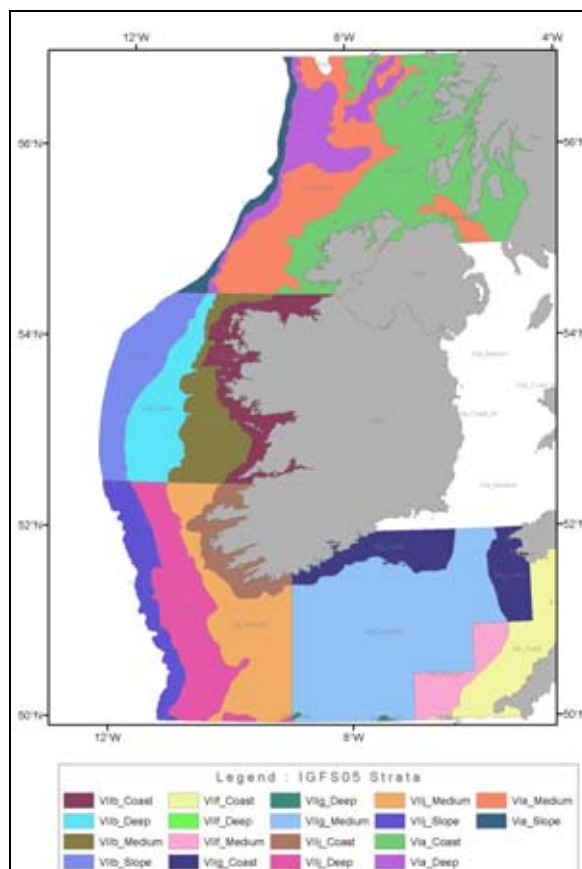 12°W 8°W 4°W
56°N 56°N
54°N 54°N
52°N 52°N
50°N 50°N
12°W 8°W 4°W
Legend : IGFS05 Strata
VIIb_Coast VIIf_Coast VIIg_Deep VIIj_Medium VIa_Medium
VIIb_Deep VIIf_Deep VIIg_Medium VIIj_Slope VIa_Slope
VIIb_Medium VIIf_Medium VIIj_Coast VIa_Coast
VIIb_Slope VIIg_Coast VIIj_Deep VIa_Deep